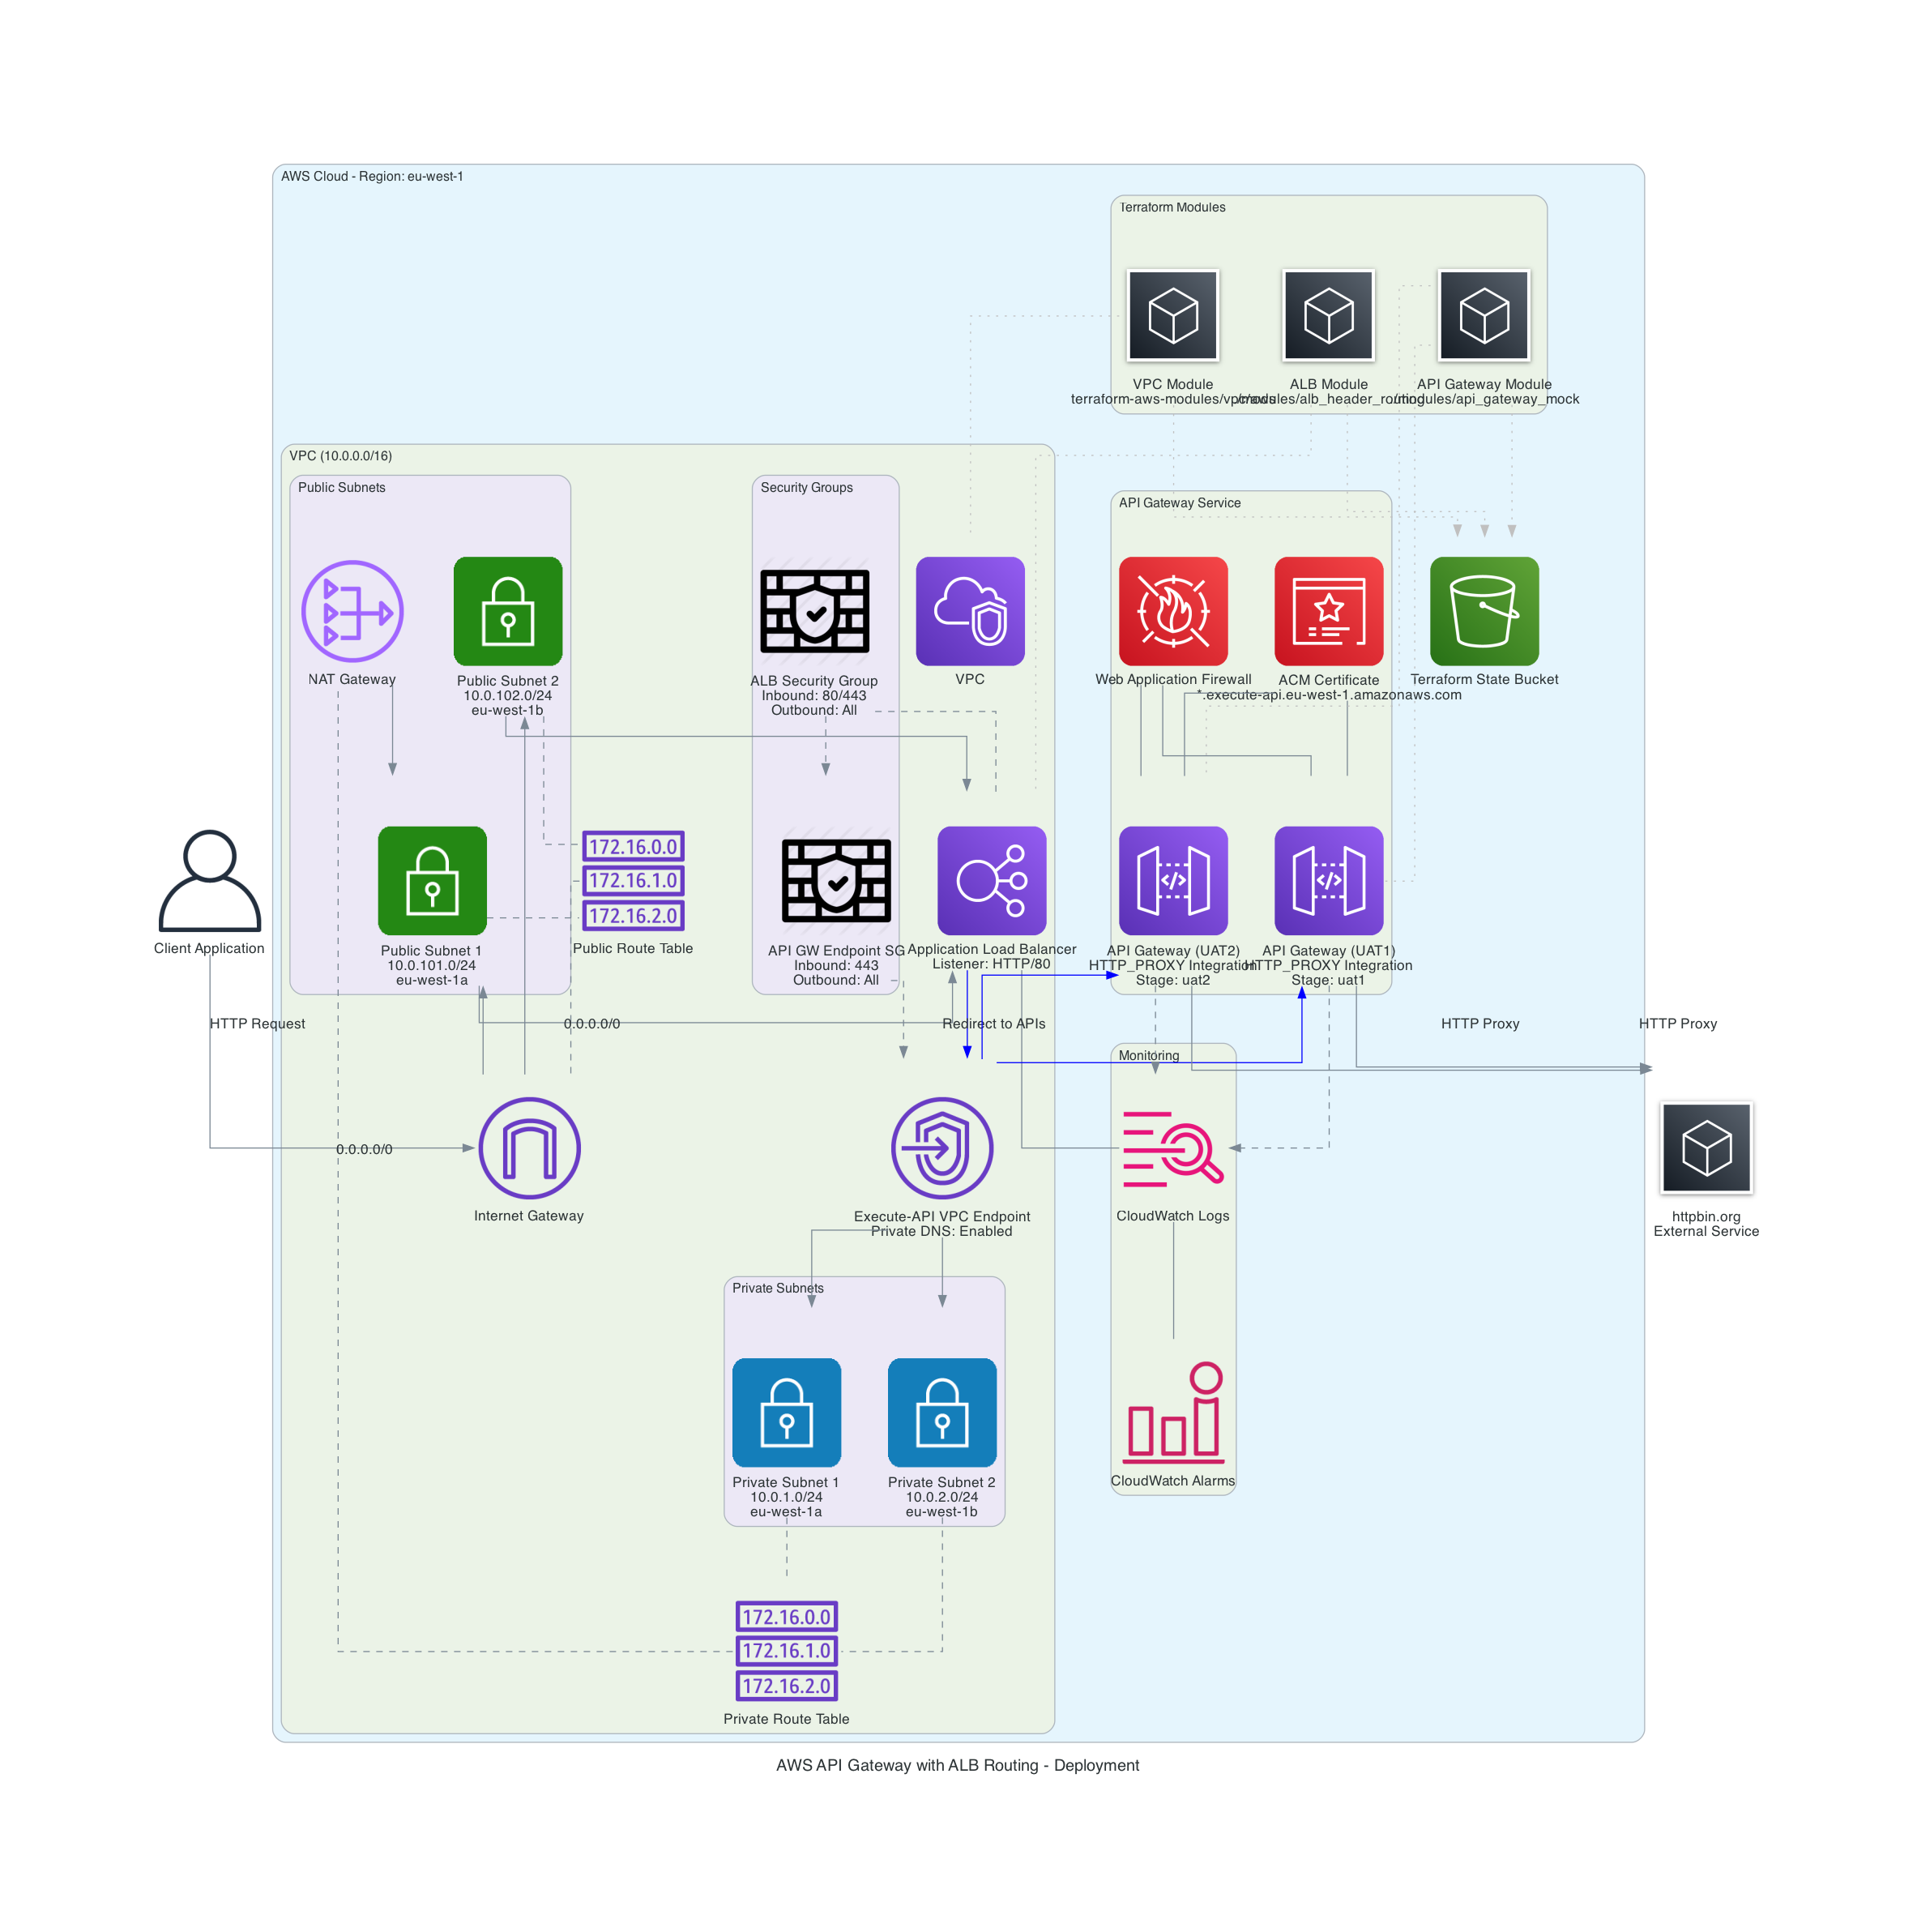 AWS Cloud - Region: eu-west-1
Terraform Modules
VPC Module
terraform-aws-modules/vpc/aws
ALB Module
/modules/alb_header_routing
API Gateway Module
/modules/api_gateway_mock
VPC (10.0.0.0/16)
Public Subnets
Security Groups
API Gateway Service
NAT Gateway
Public Subnet 2
10.0.102.0/24
eu-west-1b
ALB Security Group
Inbound: 80/443
Outbound: All
VPC
Web Application Firewall
ACM Certificate
*.execute-api.eu-west-1.amazonaws.com
Terraform State Bucket
Client Application
Public Subnet 1
10.0.101.0/24
eu-west-1a
172.16.0.0
172.16.1.0
172.16.2.0
Public Route Table
API GW Endpoint SG
Inbound: 443
Outbound: All
Application Load Balancer
Listener: HTTP/80
API Gateway (UAT2)
HTTP_PROXY Integration
Stage: uat2
API Gateway (UAT1)
HTTP_PROXY Integration
Stage: uat1
HTTP Request
0.0.0.0/0
Redirect to APIs
HTTP Proxy
HTTP Proxy
Monitoring
0.0.0.0/0
Internet Gateway
Execute-API VPC Endpoint
Private DNS: Enabled
CloudWatch Logs
httpbin.org
External Service
Private Subnets
Private Subnet 1
10.0.1.0/24
eu-west-1a
Private Subnet 2
10.0.2.0/24
eu-west-1b
CloudWatch Alarms
172.16.0.0
172.16.1.0
172.16.2.0
Private Route Table
AWS API Gateway with ALB Routing - Deployment